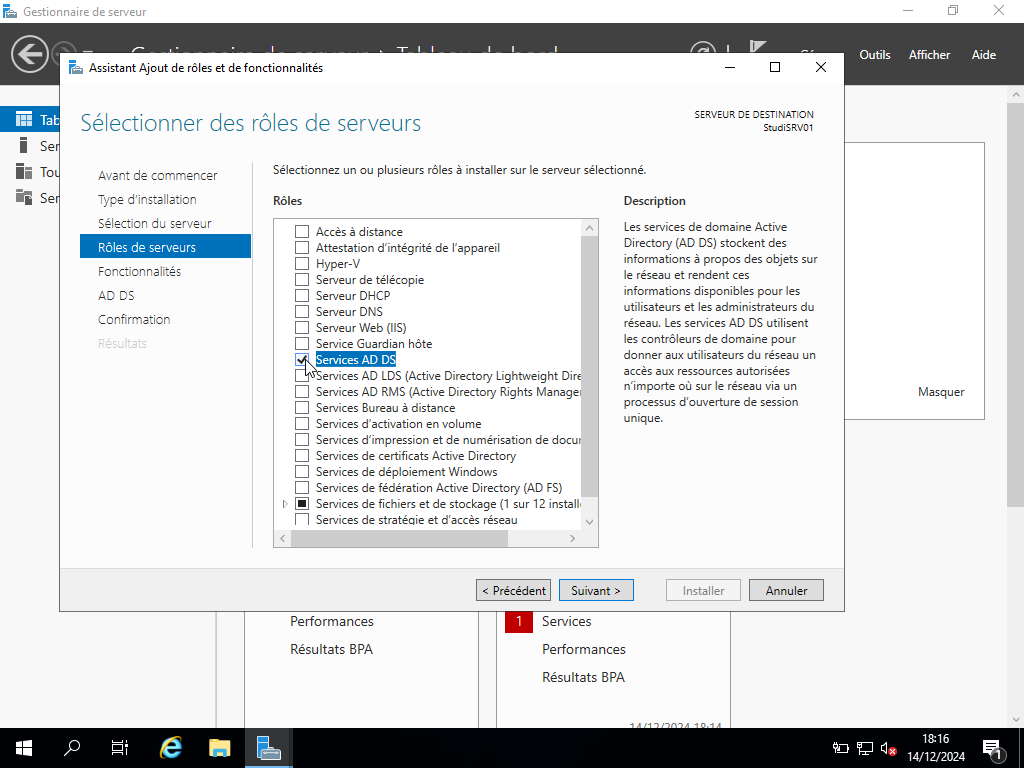 Gestionnaire de serveur
Outils
Afficher
Aide
Assistant Ajout de rôles et de fonctionnalités
Sélectionner des rôles de serveurs
SERVEUR DE DESTINATION
StudiSRV01
Avant de commencer
Type d'installation
Sélection du serveur
Rôles de serveurs
Fonctionnalités
AD DS
Confirmation
Résultats
Sélectionnez un ou plusieurs rôles à installer sur le serveur sélectionné.
Rôles
Accès à distance
Attestation d'intégrité de l'appareil
Hyper-V
Serveur de télécopie
Serveur DHCP
Serveur DNS
Serveur Web (IIS)
Service Guardian hôte
Services AD DS
Services AD LDS (Active Directory Lightweight Dire
Services AD RMS (Active Directory Rights Manager
Services Bureau à distance
Services d'activation en volume
Services d'impression et de numérisation de docu
Services de certificats Active Directory
Services de déploiement Windows
Services de fédération Active Directory (AD FS)
Services de fichiers et de stockage (1 sur 12 install
Services de stratégie et d'accès réseau
Description
Les services de domaine Active
Directory (AD DS) stockent des
informations à propos des objets sur
le réseau et rendent ces
informations disponibles pour les
utilisateurs et les administrateurs du
réseau. Les services AD DS utilisent
les contrôleurs de domaine pour
donner aux utilisateurs du réseau un
accès aux ressources autorisées
n'importe où sur le réseau via un
processus d'ouverture de session
unique.
Masquer
< Précédent
Suivant >
Installer
Annuler
Performances
Résultats BPA
1 Services
Performances
Résultats BPA
14/12/2024 18:14
18:16
14/12/2024
1